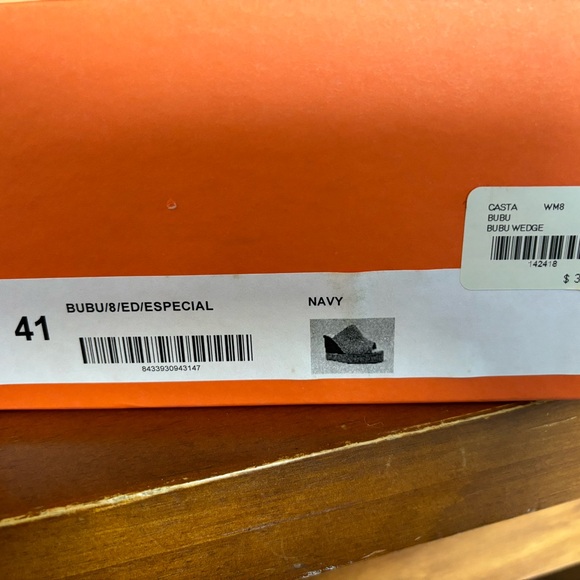 CASTA WM8
BUBU
BUBU WEDGE
142418
$ 3
41
BUBU/8/ED/ESPECIAL
NAVY
8433930943147